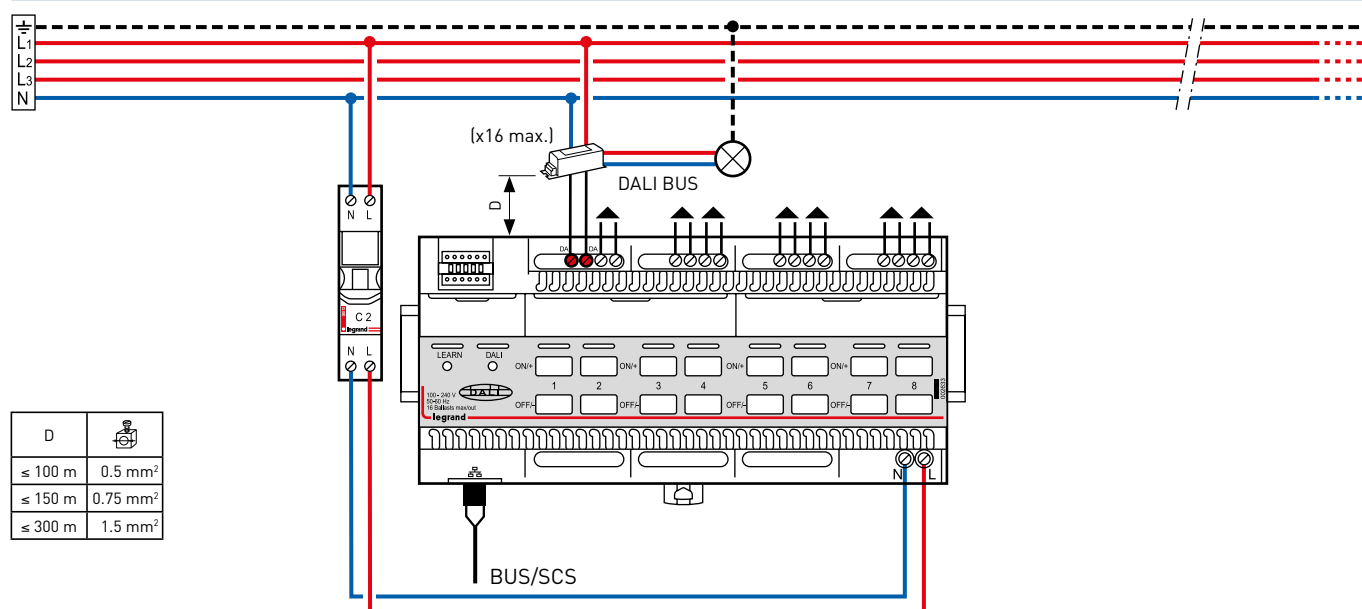 L1
L2
L3
N
(x16 max.)
DALI BUS
D
N L
C 2
legrand
N L
DA DA
LEARN DALI
ON/+ ON/+ ON/+ ON/+
1 2 3 4 5 6 7 8
OFF/- OFF/- OFF/- OFF/-
100 - 240 V
50-60 Hz
16 Ballasts max/out
DALI
legrand
002633
N L
BUS/SCS
D
≤ 100 m 0.5 mm²
≤ 150 m 0.75 mm²
≤ 300 m 1.5 mm²